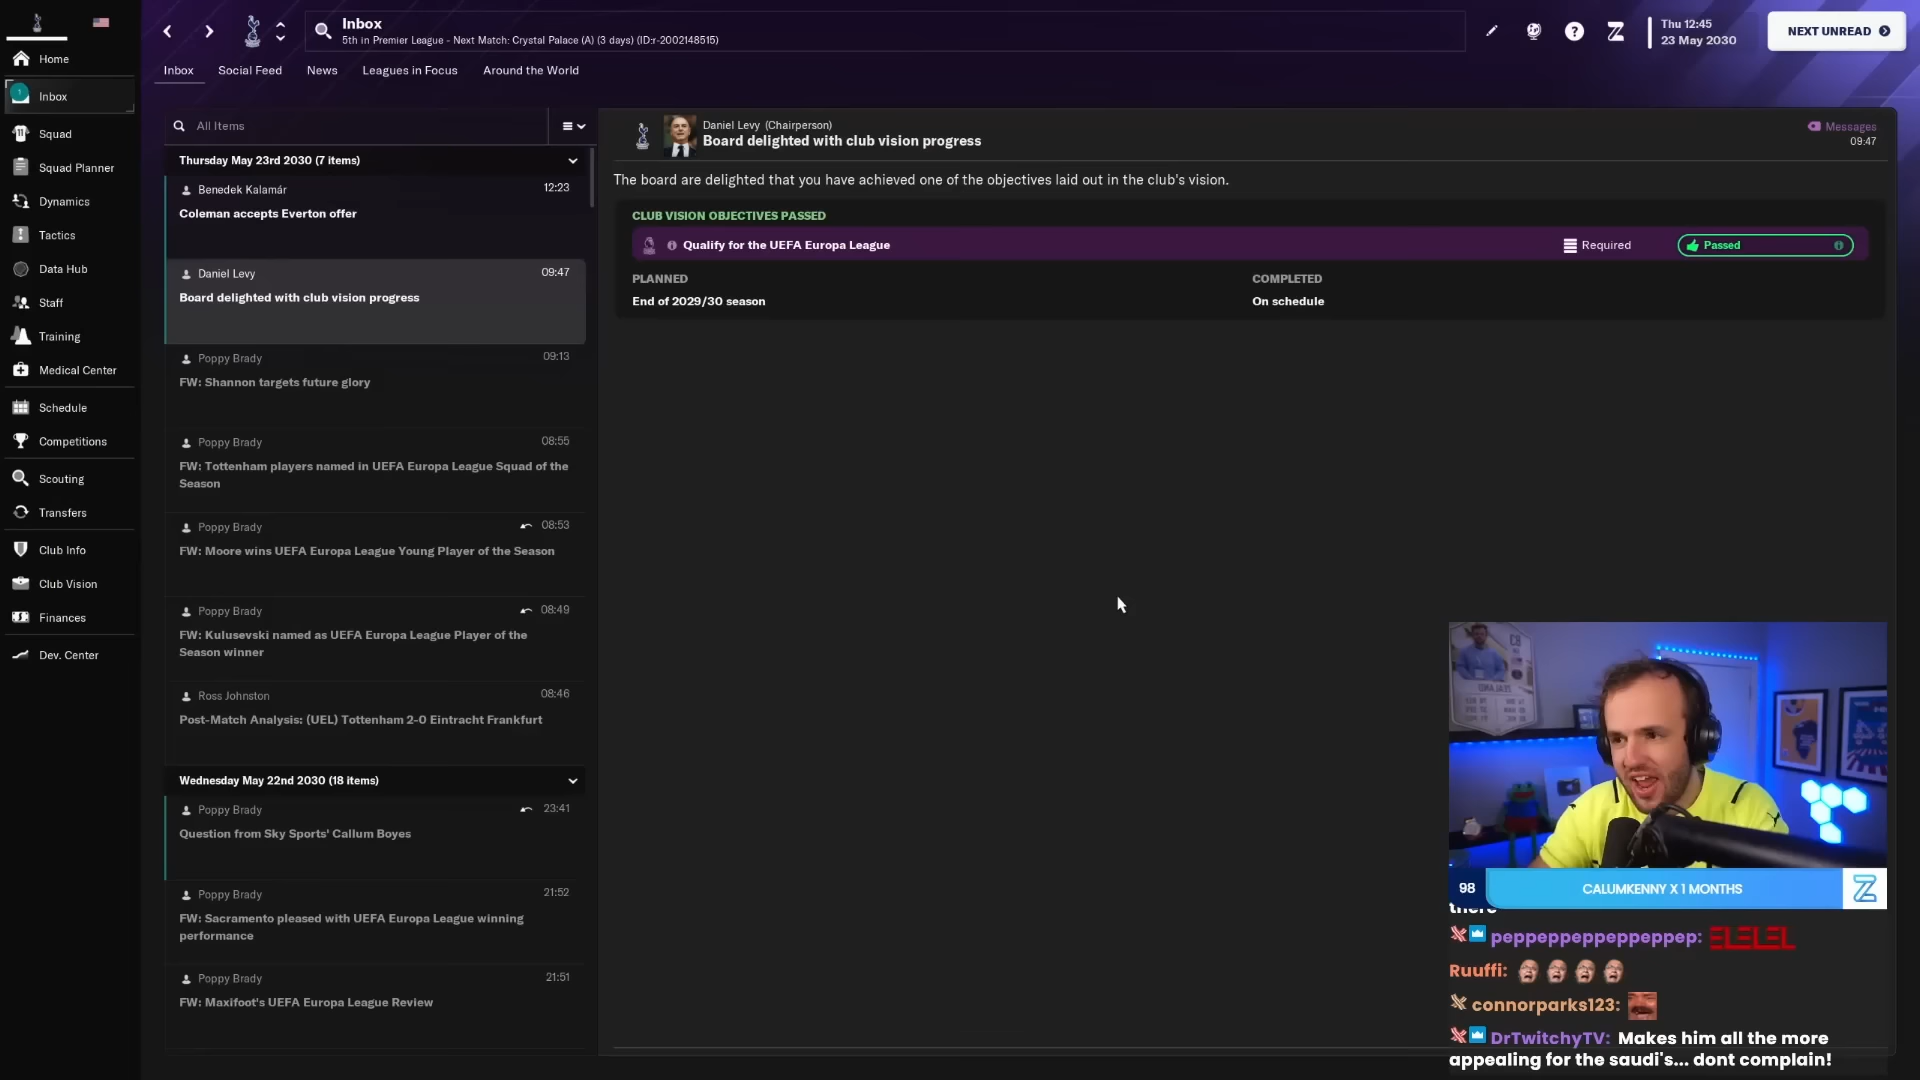 Inbox
5th in Premier League - Next Match: Crystal Palace (A) (3 days) (ID:r-2002148515)
Thu 12:45
23 May 2030
NEXT UNREAD
Inbox
Social Feed
News
Leagues in Focus
Around the World
Home
1
Inbox
Squad
Squad Planner
Dynamics
Tactics
Data Hub
Staff
Training
Medical Center
Schedule
Competitions
Scouting
Transfers
Club Info
Club Vision
Finances
Dev. Center
All Items
Thursday May 23rd 2030 (7 items)
Benedek Kalamár
12:23
Coleman accepts Everton offer
Daniel Levy
09:47
Board delighted with club vision progress
Poppy Brady
09:13
FW: Shannon targets future glory
Poppy Brady
08:55
FW: Tottenham players named in UEFA Europa League Squad of the
Season
Poppy Brady
08:53
FW: Moore wins UEFA Europa League Young Player of the Season
Poppy Brady
08:49
FW: Kulusevski named as UEFA Europa League Player of the
Season winner
Ross Johnston
08:46
Post-Match Analysis: (UEL) Tottenham 2-0 Eintracht Frankfurt
Wednesday May 22nd 2030 (18 items)
Poppy Brady
23:41
Question from Sky Sports' Callum Boyes
Poppy Brady
21:52
FW: Sacramento pleased with UEFA Europa League winning
performance
Poppy Brady
21:51
FW: Maxifoot's UEFA Europa League Review
Daniel Levy (Chairperson)
Board delighted with club vision progress
Messages
09:47
The board are delighted that you have achieved one of the objectives laid out in the club's vision.
CLUB VISION OBJECTIVES PASSED
Qualify for the UEFA Europa League
Required
Passed
PLANNED
COMPLETED
End of 2029/30 season
On schedule
98
CALUMKENNY X 1 MONTHS
there
peppeppeppeppeppep:
Ruuffi:
connorparks123:
DrTwitchyTV: Makes him all the more
appealing for the saudi's... dont complain!